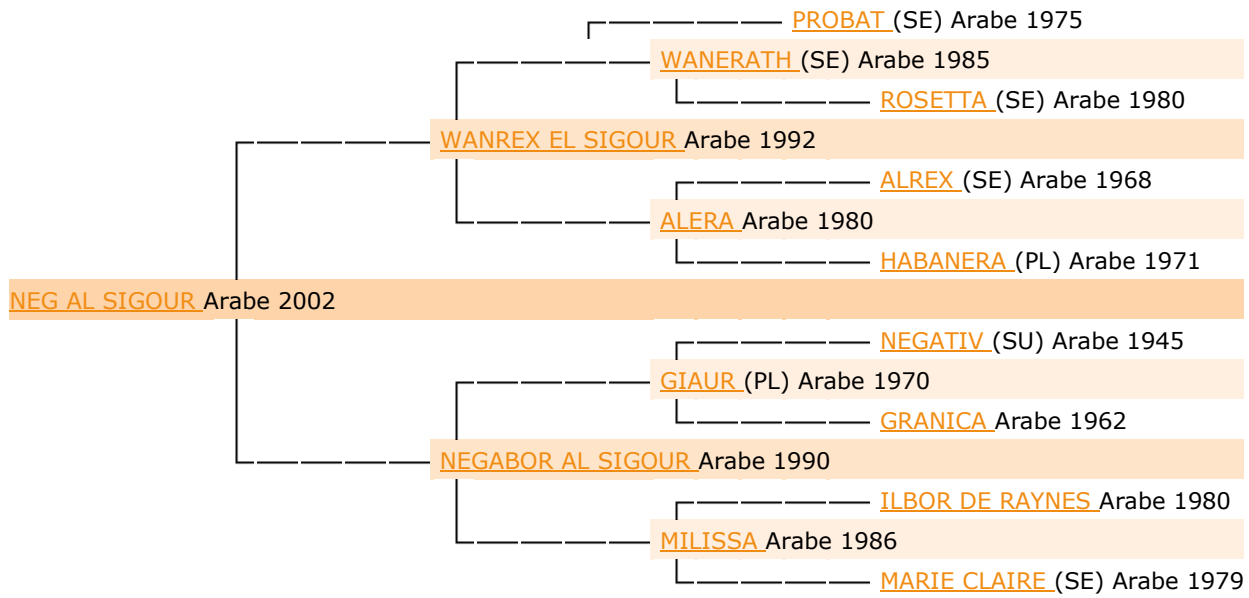 PROBAT (SE) Arabe 1975
WANERATH (SE) Arabe 1985
ROSETTA (SE) Arabe 1980
WANREX EL SIGOUR Arabe 1992
ALREX (SE) Arabe 1968
ALERA Arabe 1980
HABANERA (PL) Arabe 1971
NEG AL SIGOUR Arabe 2002
NEGATIV (SU) Arabe 1945
GIAUR (PL) Arabe 1970
GRANICA Arabe 1962
NEGABOR AL SIGOUR Arabe 1990
ILBOR DE RAYNES Arabe 1980
MILISSA Arabe 1986
MARIE CLAIRE (SE) Arabe 1979